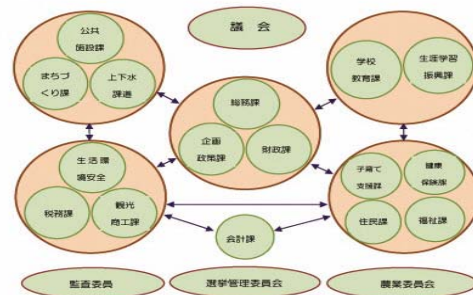 議会
公共
施設課
まちづ
くり課
上下水
課道
学校
教育課
生涯学習
振興課
総務課
企画
政策課
財政課
生活環
境安全
税務課
観光
商工課
子育て
支援課
健康
保険課
住民課
福祉課
会計課
監査委員
選挙管理委員会
農業委員会